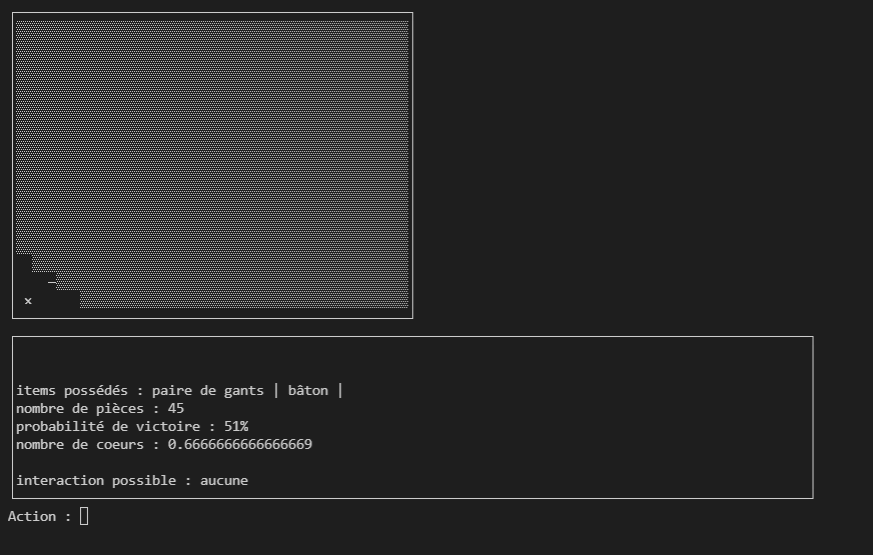 x
items possédés : paire de gants | bâton |
nombre de pièces : 45
probabilité de victoire : 51%
nombre de coeurs : 0.6666666666666669
interaction possible : aucune
Action :